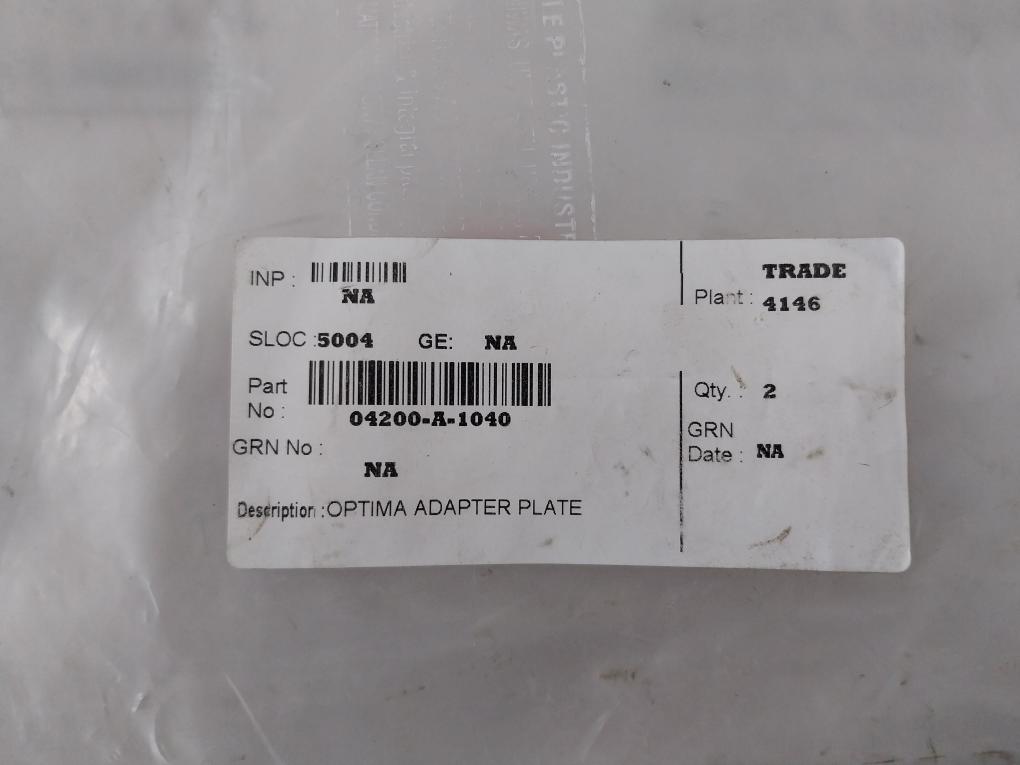 INP :
NA
TRADE
Plant : 4146
SLOC :5004 GE: NA
Part
No :
04200-A-1040
Qty. : 2
GRN No :
NA
GRN
Date : NA
Description :OPTIMA ADAPTER PLATE